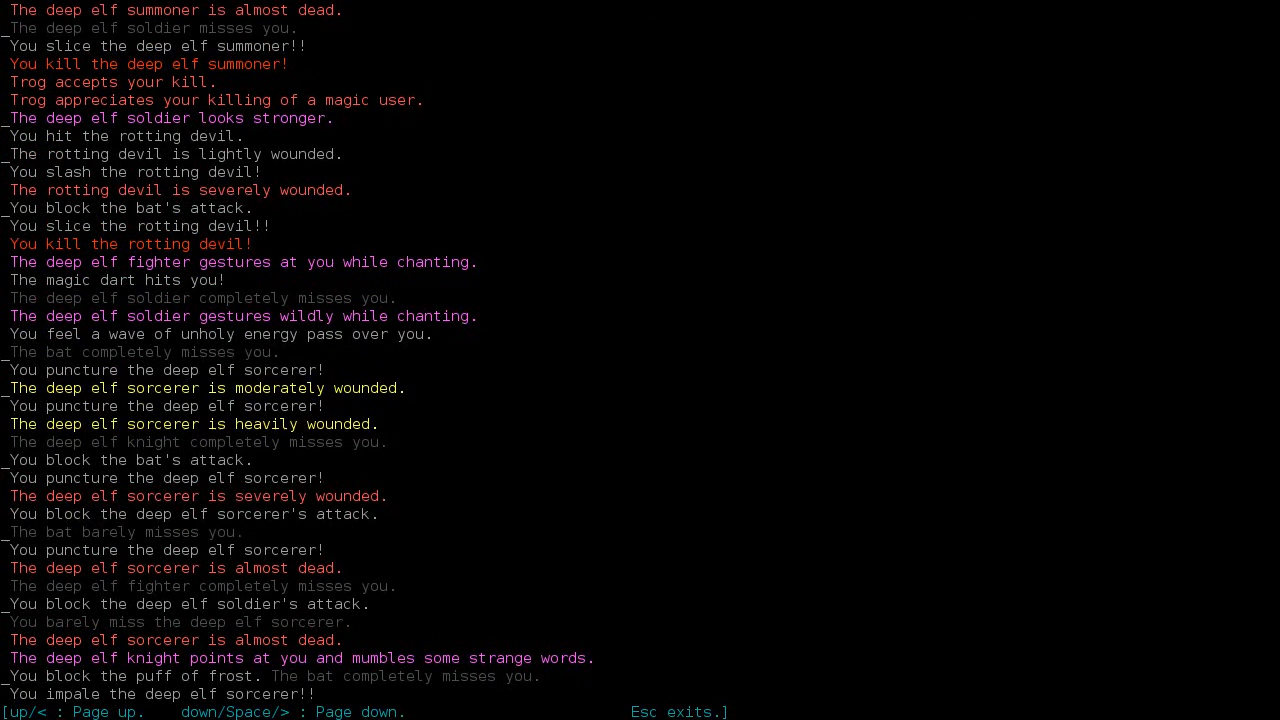 The deep elf summoner is almost dead.
_The deep elf soldier misses you.
You slice the deep elf summoner!!
You kill the deep elf summoner!
Trog accepts your kill.
Trog appreciates your killing of a magic user.
_The deep elf soldier looks stronger.
You hit the rotting devil.
_The rotting devil is lightly wounded.
You slash the rotting devil!
The rotting devil is severely wounded.
_You block the bat's attack.
You slice the rotting devil!!
You kill the rotting devil!
The deep elf fighter gestures at you while chanting.
The magic dart hits you!
The deep elf soldier completely misses you.
The deep elf soldier gestures wildly while chanting.
You feel a wave of unholy energy pass over you.
_The bat completely misses you.
You puncture the deep elf sorcerer!
_The deep elf sorcerer is moderately wounded.
You puncture the deep elf sorcerer!
The deep elf sorcerer is heavily wounded.
The deep elf knight completely misses you.
_You block the bat's attack.
You puncture the deep elf sorcerer!
The deep elf sorcerer is severely wounded.
You block the deep elf sorcerer's attack.
_The bat barely misses you.
You puncture the deep elf sorcerer!
The deep elf sorcerer is almost dead.
The deep elf fighter completely misses you.
_You block the deep elf soldier's attack.
You barely miss the deep elf sorcerer.
The deep elf sorcerer is almost dead.
The deep elf knight points at you and mumbles some strange words.
_You block the puff of frost. The bat completely misses you.
You impale the deep elf sorcerer!!
[up/< : Page up.    down/Space/> : Page down.                         Esc exits.]